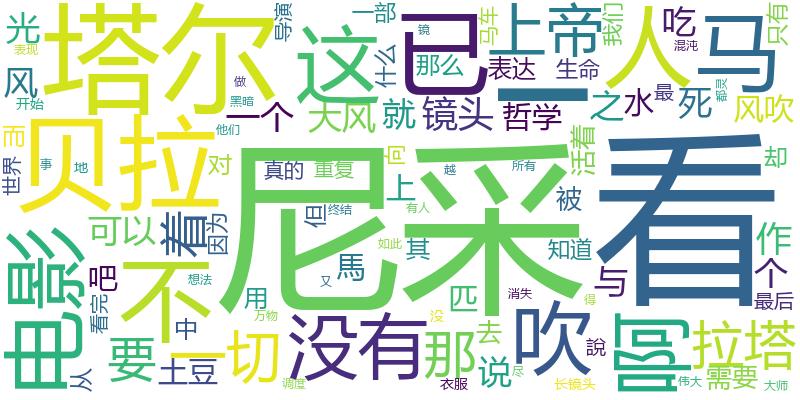 光 塔尔 导演 一部 这 什么 镜 马车 已 那么 上帝 表达 生命 我们 人 吃 混沌 马 只有
表现 风 开始 做 黑暗 一个 大风 就 镜头 哲学 一 之 水 最 死 风吹 都灵
而 贝拉 他们 对 真的 重复 向 越 所有 活着 却
世界 事 地 尼采 看
可以 着 因为 但 终结 上 有人 被 作
电影 不 如此 其 知道 与 个
看完 吧 想法 用 又 馬 匹 消失 得 最后
从 中 万物 没 去 吹 說 啊 拉塔
要 一切 没有 那 说 需要
土豆 调度 衣服 尽 长镜头 伟大 大师